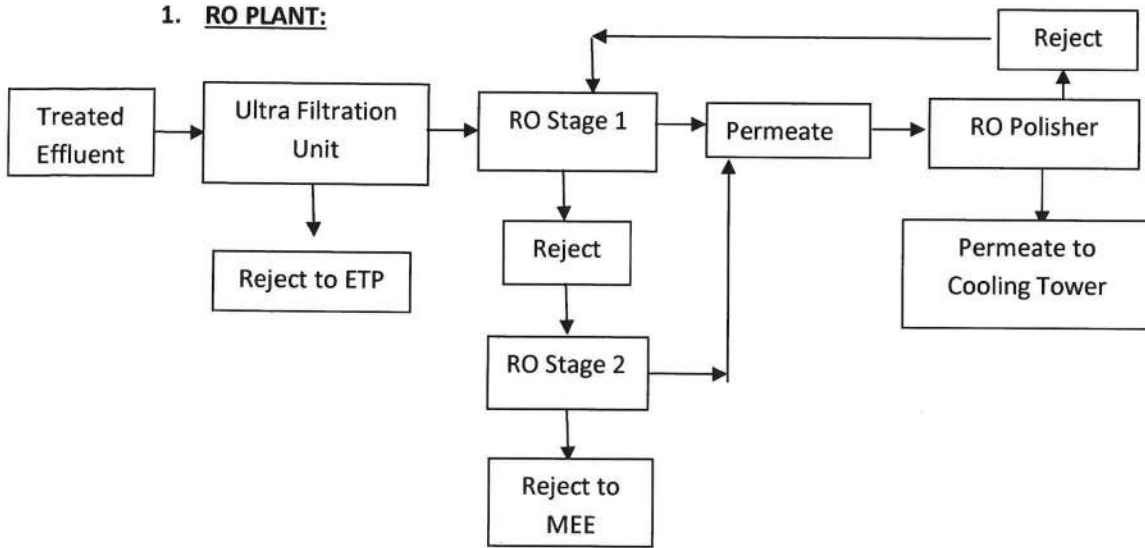 1. RO PLANT:
Reject
Treated
Effluent
Ultra Filtration
Unit
RO Stage 1
Permeate
RO Polisher
Reject to ETP
Reject
Permeate to
Cooling Tower
RO Stage 2
Reject to
MEE